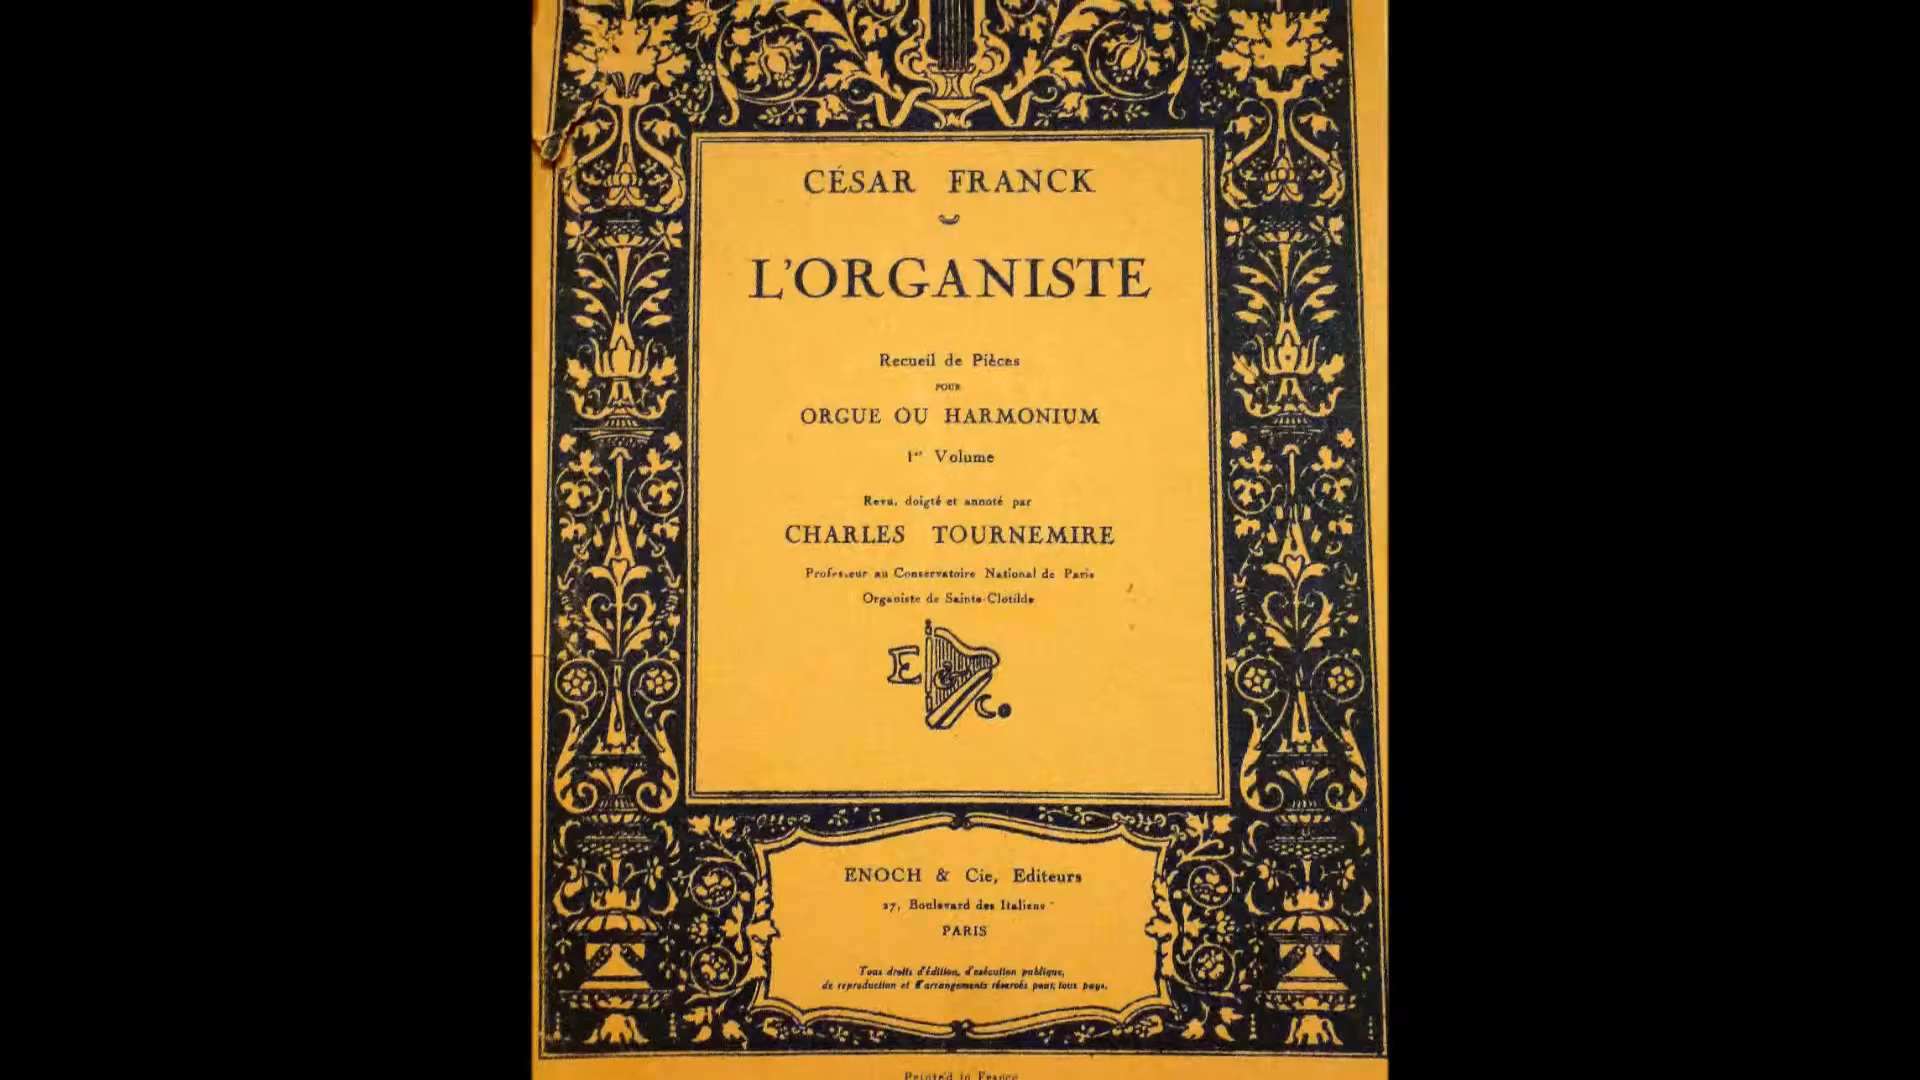 CÉSAR FRANCK
L'ORGANISTE
Recueil de Pièces
POUR
ORGUE OU HARMONIUM
1er Volume
Revu, doigté et annoté par
CHARLES TOURNEMIRE
Professeur au Conservatoire National de Paris
Organiste de Sainte-Clotilde
E & Co
ENOCH & Cie, Editeurs
27, Boulevard des Italiens
PARIS
Tous droits d'édition, d'exécution publique,
de reproduction et d'arrangements réservés pour tous pays.
Printed in France